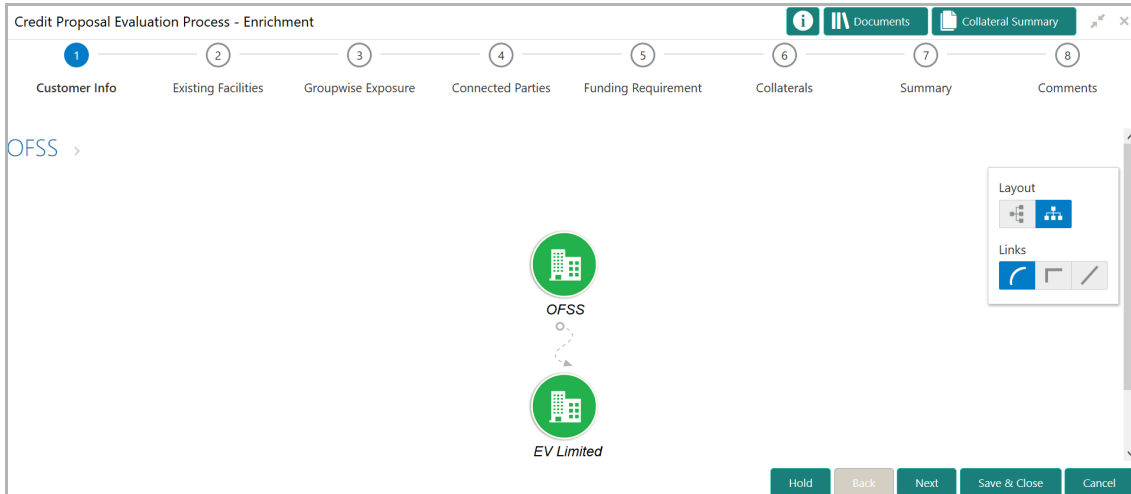 Credit Proposal Evaluation Process - Enrichment
i Documents Collateral Summary
1 2 3 4 5 6 7 8
Customer Info Existing Facilities Groupwise Exposure Connected Parties Funding Requirement Collaterals Summary Comments
OFSS >
Layout
Links
OFSS
EV Limited
Hold Back Next Save & Close Cancel